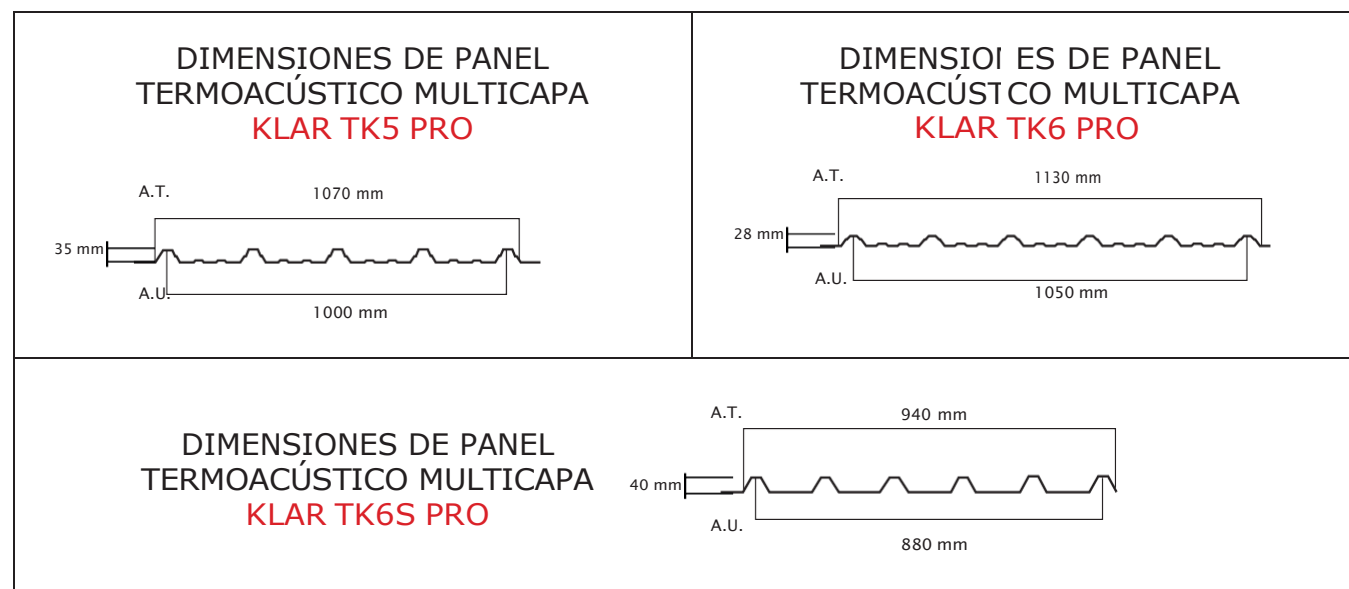 DIMENSIONES DE PANEL
TERMOACÚSTICO MULTICAPA
KLAR TK5 PRO
A.T.
1070 mm
35 mm
A.U.
1000 mm
DIMENSIOI ES DE PANEL
TERMOACÚSTCO MULTICAPA
KLAR TK6 PRO
A.T.
1130 mm
28 mm
A.U.
1050 mm
DIMENSIONES DE PANEL
TERMOACÚSTICO MULTICAPA
KLAR TK6S PRO
A.T.
940 mm
40 mm
A.U.
880 mm